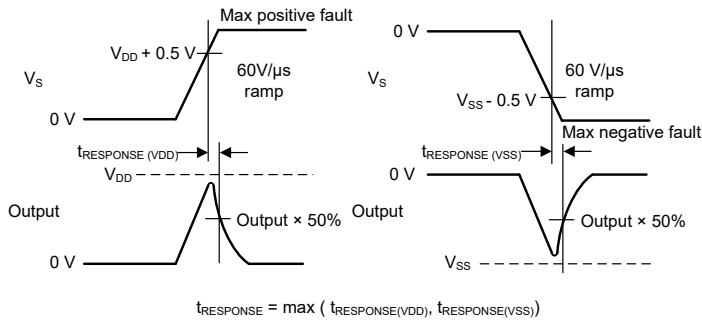 Max positive fault
V_DD + 0.5 V
60V/µs
ramp
V_S
0 V
t_RESPONSE (VDD)
V_DD
Output
Output × 50%
0 V
0 V
V_S
60 V/µs
ramp
V_SS - 0.5 V
Max negative fault
t_RESPONSE (VSS)
0 V
Output
Output × 50%
V_SS
t_RESPONSE = max ( t_RESPONSE(VDD), t_RESPONSE(VSS))